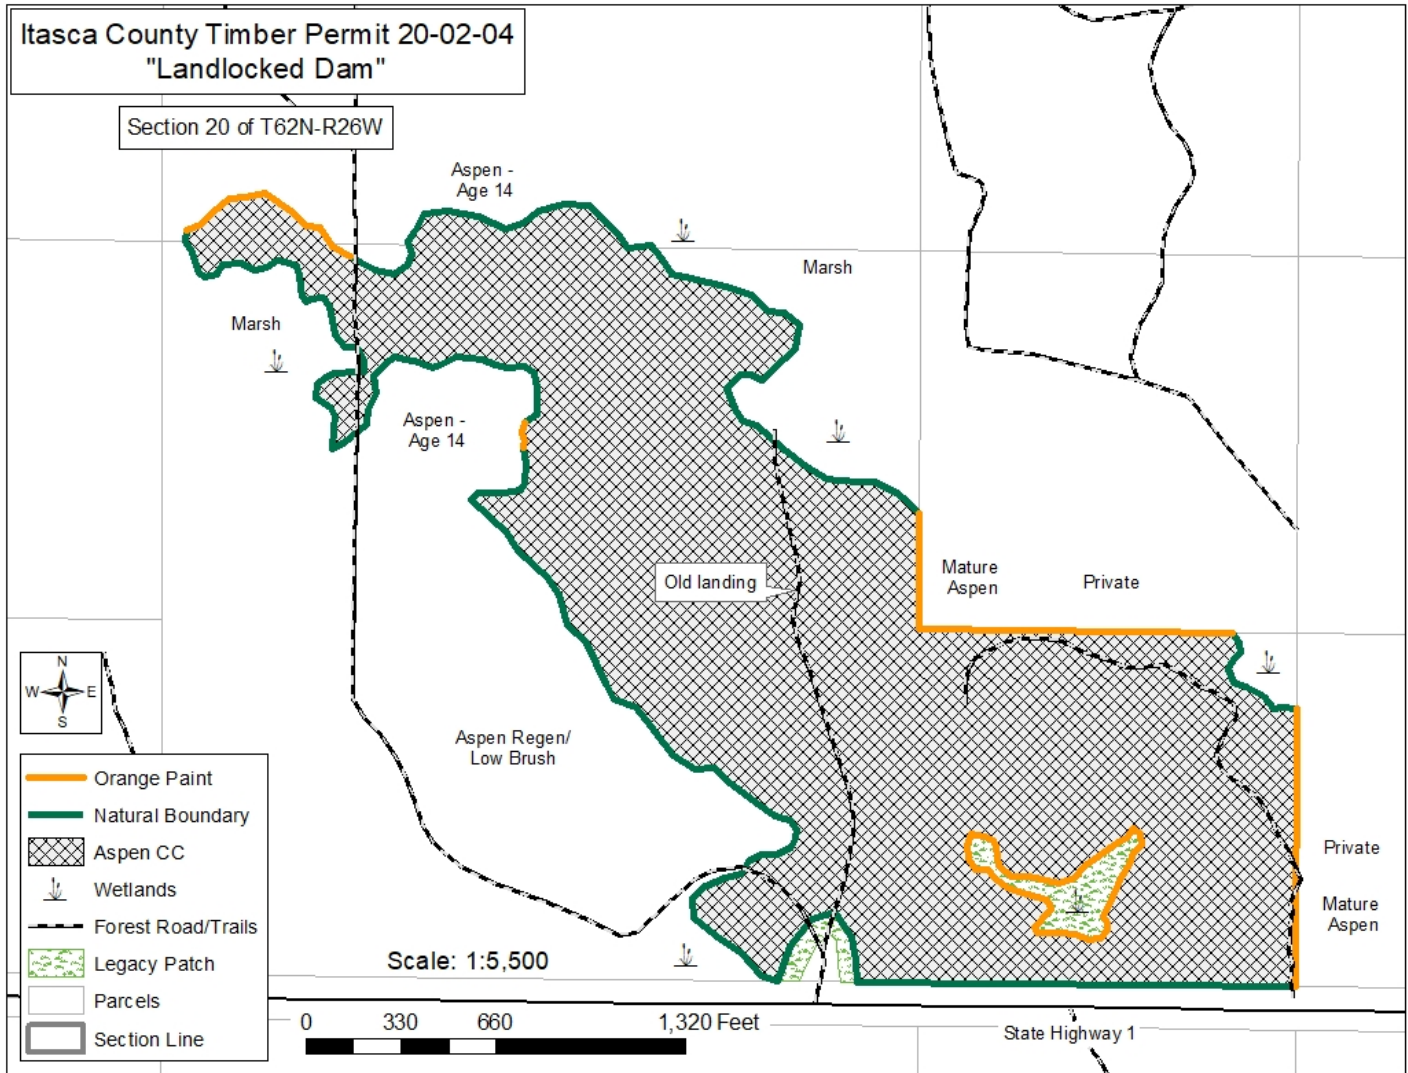 Itasca County Timber Permit 20-02-04
"Landlocked Dam"
Section 20 of T62N-R26W
Aspen -
Age 14
Marsh
Marsh
Aspen -
Age 14
Old landing
Mature
Aspen
Private
N
W
E
S
Aspen Regen/
Low Brush
Orange Paint
Natural Boundary
Aspen CC
Wetlands
Forest Road/Trails
Legacy Patch
Parcels
Section Line
Private
Mature
Aspen
Scale: 1:5,500
0
330
660
1,320 Feet
State Highway 1